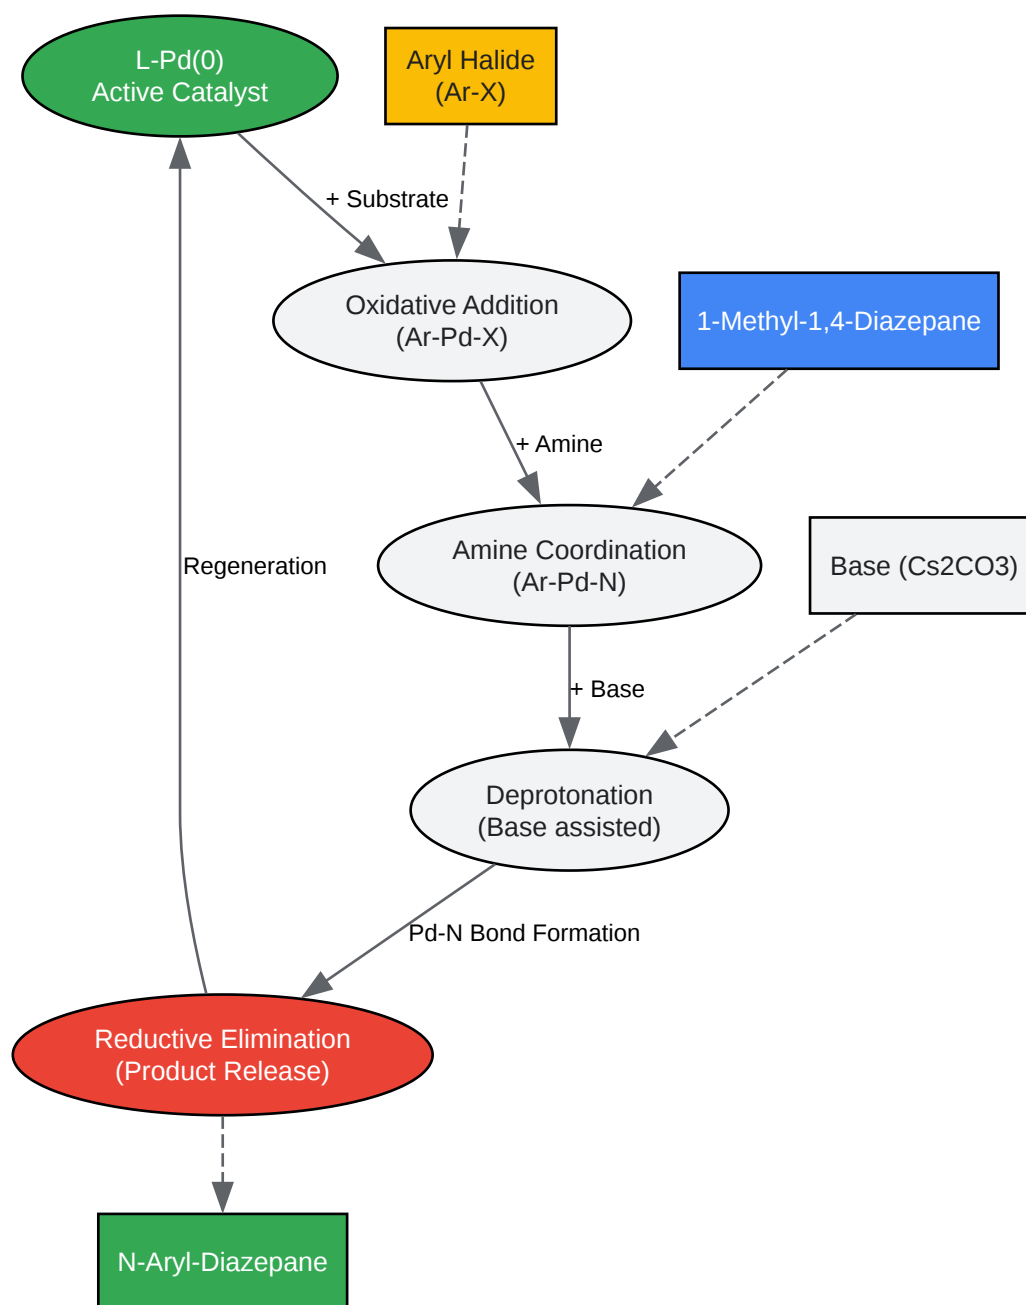 L-Pd(0)
Active Catalyst
Aryl Halide
(Ar-X)
+ Substrate
Oxidative Addition
(Ar-Pd-X)
1-Methyl-1,4-Diazepane
+ Amine
Amine Coordination
(Ar-Pd-N)
Base (Cs2CO3)
Regeneration
+ Base
Deprotonation
(Base assisted)
Pd-N Bond Formation
Reductive Elimination
(Product Release)
N-Aryl-Diazepane